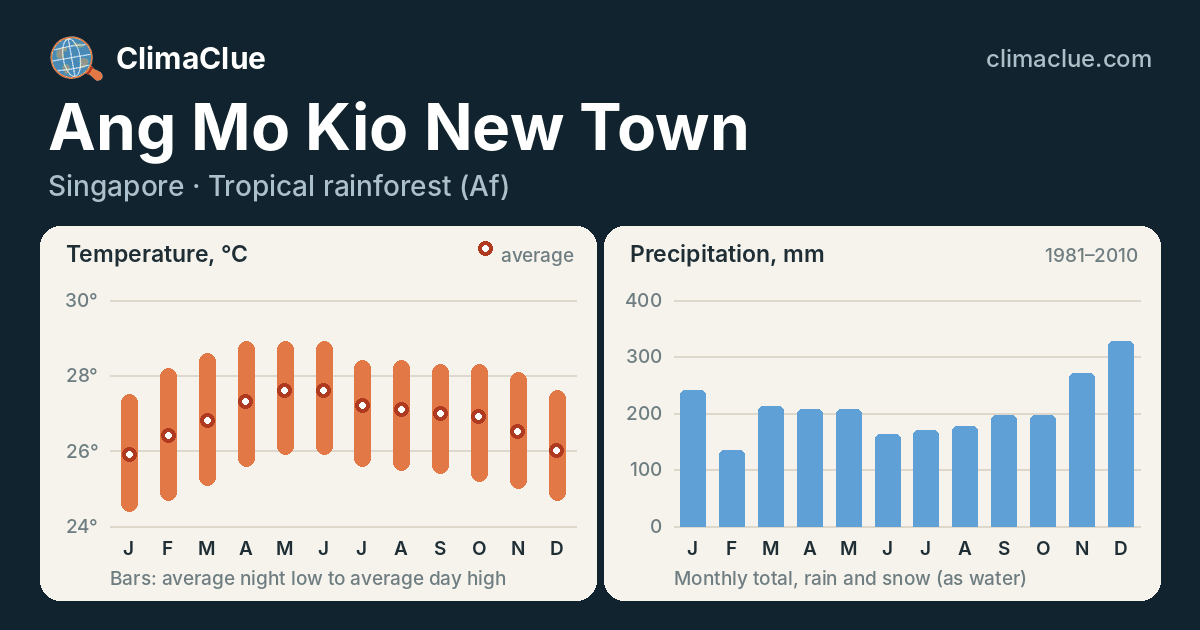 ClimaClue
climaclue.com
Ang Mo Kio New Town
Singapore · Tropical rainforest (Af)
Temperature, °C
average
30°
28°
26°
24°
J F M A M J J A S O N D
Bars: average night low to average day high
Precipitation, mm
1981–2010
400
300
200
100
0
J F M A M J J A S O N D
Monthly total, rain and snow (as water)